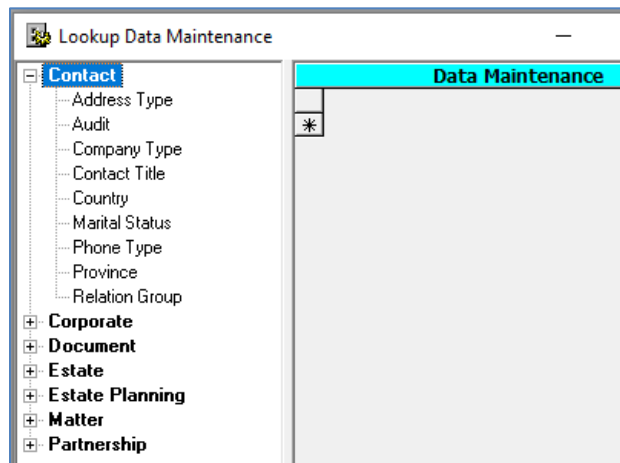 Lookup Data Maintenance
Contact
Data Maintenance
Address Type
Audit
Company Type
Contact Title
Country
Marital Status
Phone Type
Province
Relation Group
Corporate
Document
Estate
Estate Planning
Matter
Partnership